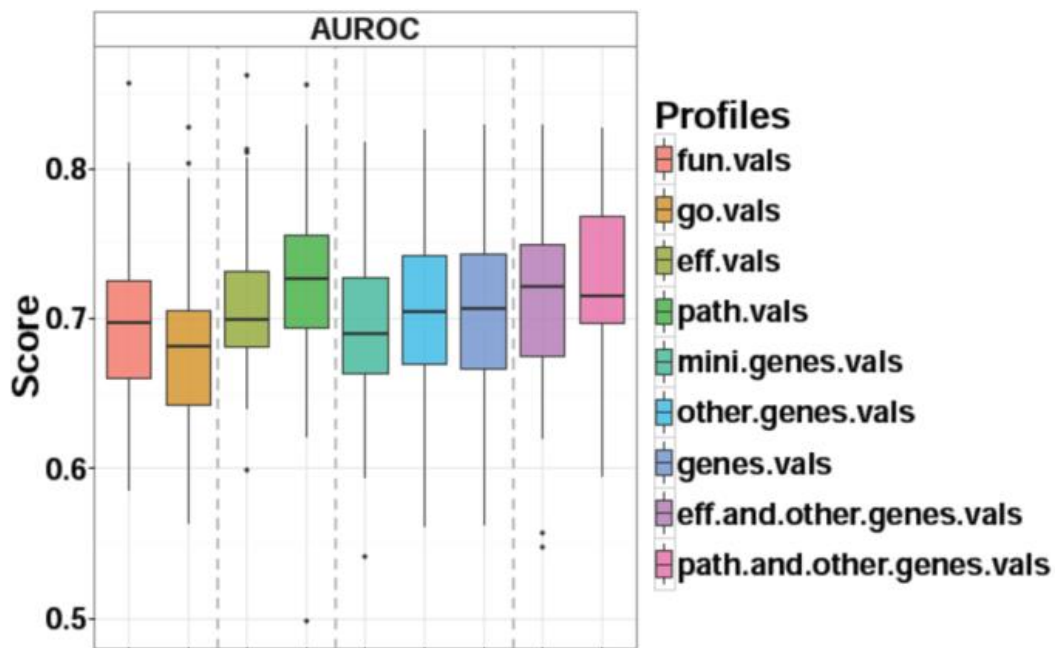 AUROC
Score
0.8
0.7
0.6
0.5
Profiles
fun.vals
go.vals
eff.vals
path.vals
mini.genes.vals
other.genes.vals
genes.vals
eff.and.other.genes.vals
path.and.other.genes.vals